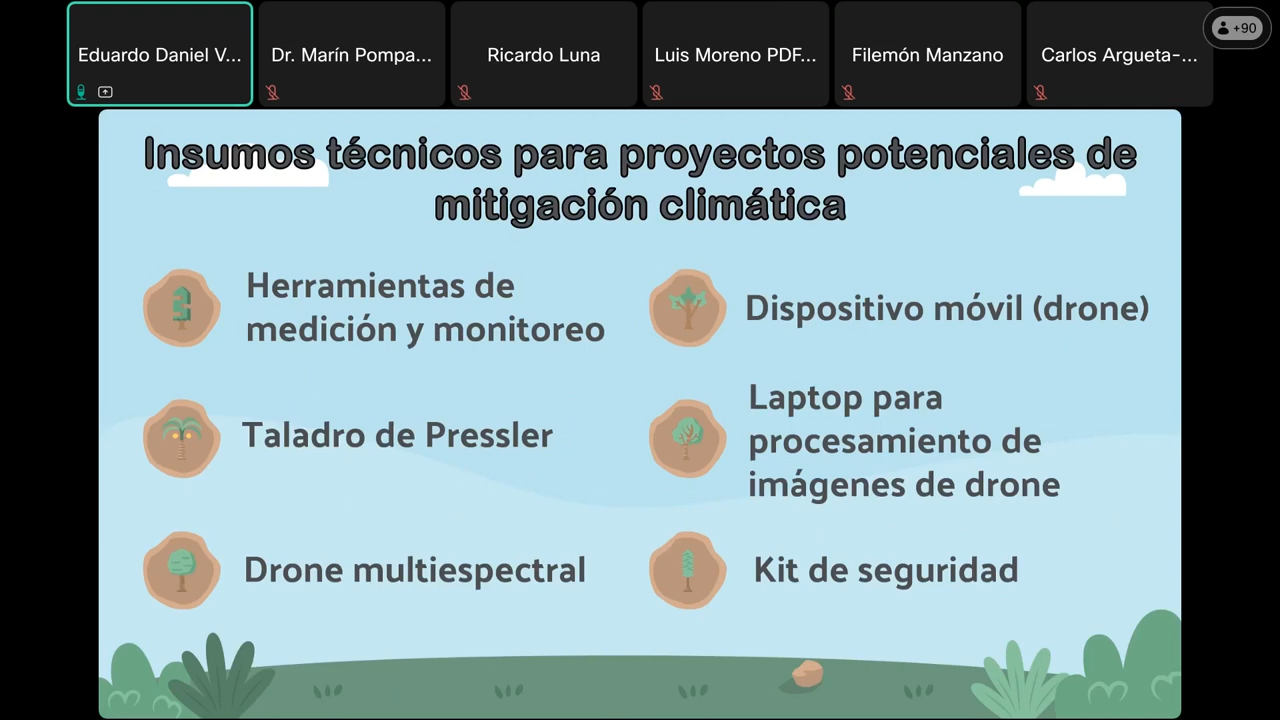 Eduardo Daniel V...
Dr. Marín Pompa...
Ricardo Luna
Luis Moreno PDF...
Filemón Manzano
Carlos Argueta-...
+90
Insumos técnicos para proyectos potenciales de
mitigación climática
Herramientas de
medición y monitoreo
Dispositivo móvil (drone)
Taladro de Pressler
Laptop para
procesamiento de
imágenes de drone
Drone multiespectral
Kit de seguridad